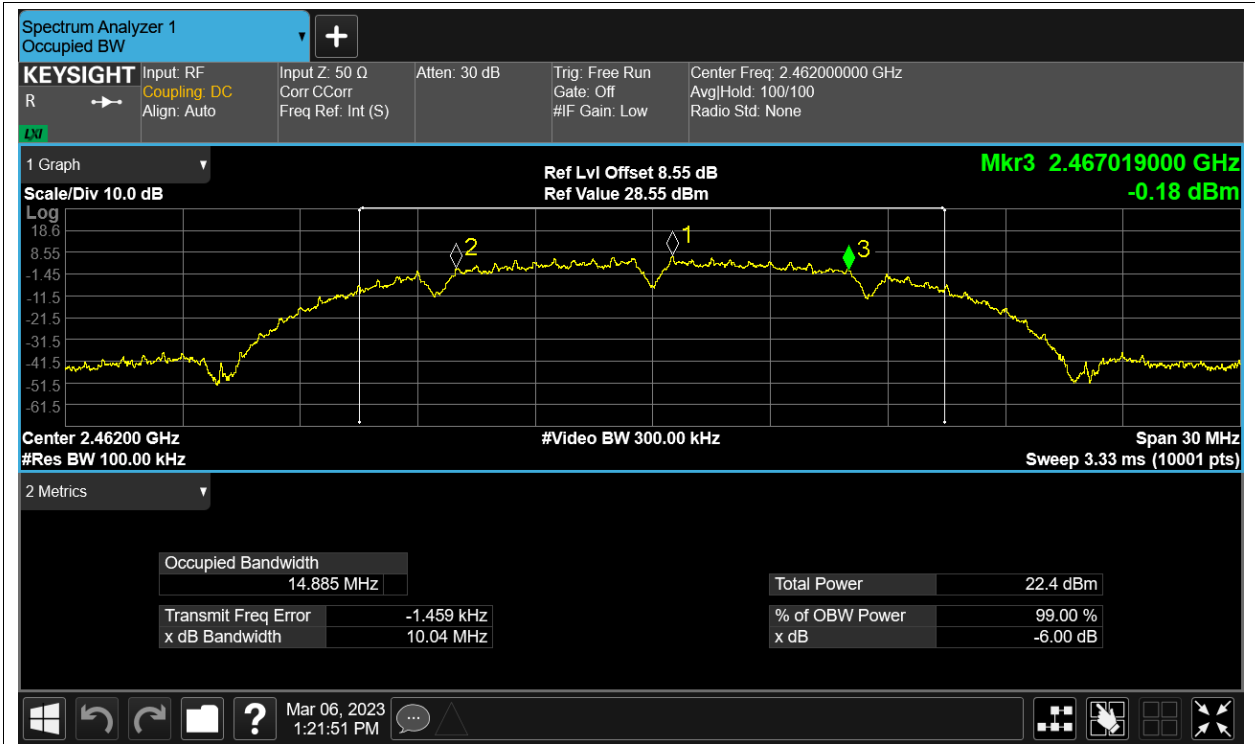 Spectrum Analyzer 1
Occupied BW
+
KEYSIGHT
R
LXI
Input: RF
Coupling: DC
Align: Auto
Input Z: 50 Ω
Corr CCorr
Freq Ref: Int (S)
Atten: 30 dB
Trig: Free Run
Gate: Off
#IF Gain: Low
Center Freq: 2.462000000 GHz
Avg|Hold: 100/100
Radio Std: None
1 Graph
Scale/Div 10.0 dB
Ref Lvl Offset 8.55 dB
Ref Value 28.55 dBm
Mkr3 2.467019000 GHz
-0.18 dBm
Log
18.6
8.55
-1.45
-11.5
-21.5
-31.5
-41.5
-51.5
-61.5
2
1
3
Center 2.46200 GHz
#Video BW 300.00 kHz
Span 30 MHz
#Res BW 100.00 kHz
Sweep 3.33 ms (10001 pts)
2 Metrics
Occupied Bandwidth
14.885 MHz
Transmit Freq Error -1.459 kHz
x dB Bandwidth 10.04 MHz
Total Power 22.4 dBm
% of OBW Power 99.00 %
x dB -6.00 dB
?
Mar 06, 2023
1:21:51 PM